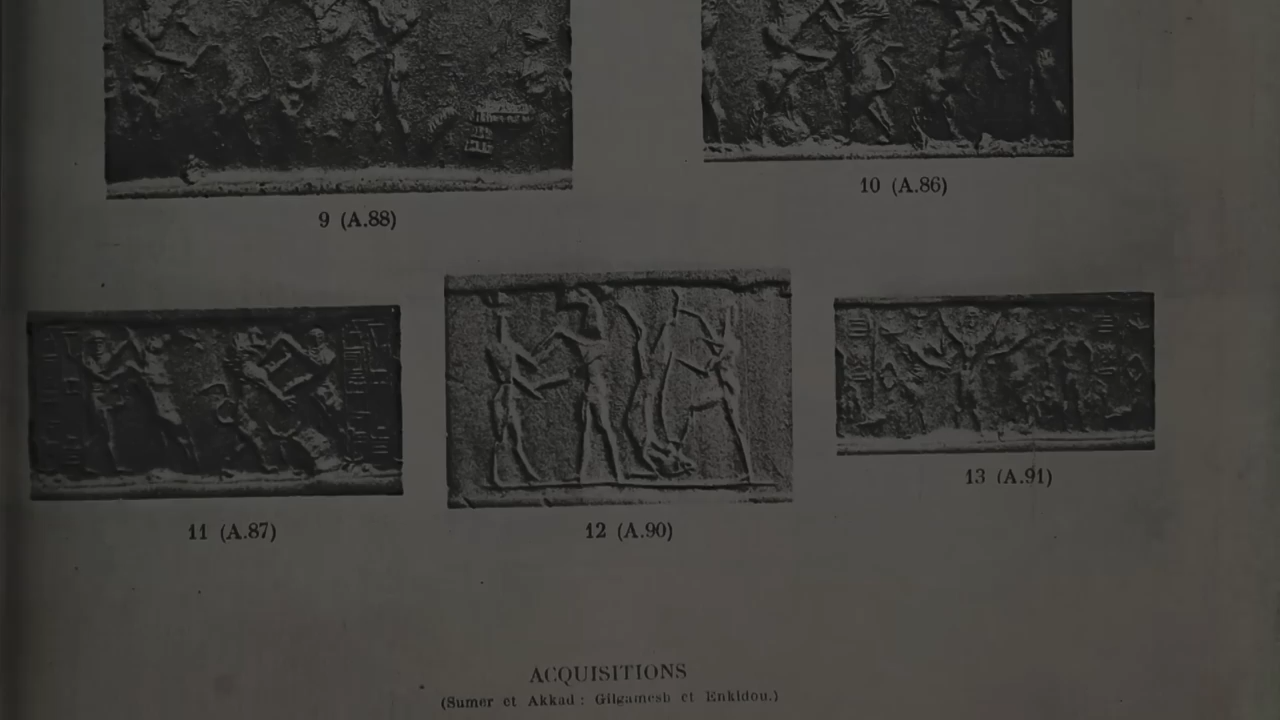 9 (A.88)
10 (A.86)
11 (A.87)
12 (A.90)
13 (A.91)
ACQUISITIONS
(Sumer et Akkad : Gilgamesh et Enkidou.)